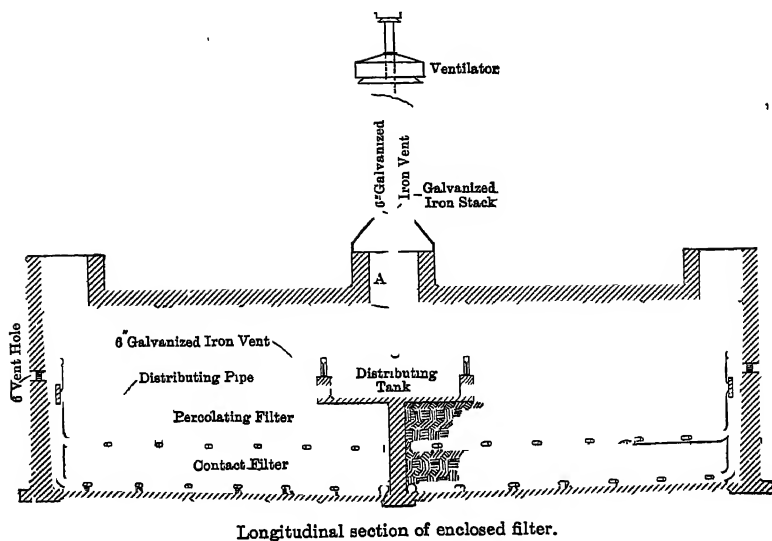 Ventilator
6" Galvanized
Iron Vent
Galvanized
Iron Stack
A
6 Vent Hole
6" Galvanized Iron Vent
Distributing Pipe
Distributing
Tank
Percolating Filter
Contact Filter
Longitudinal section of enclosed filter.